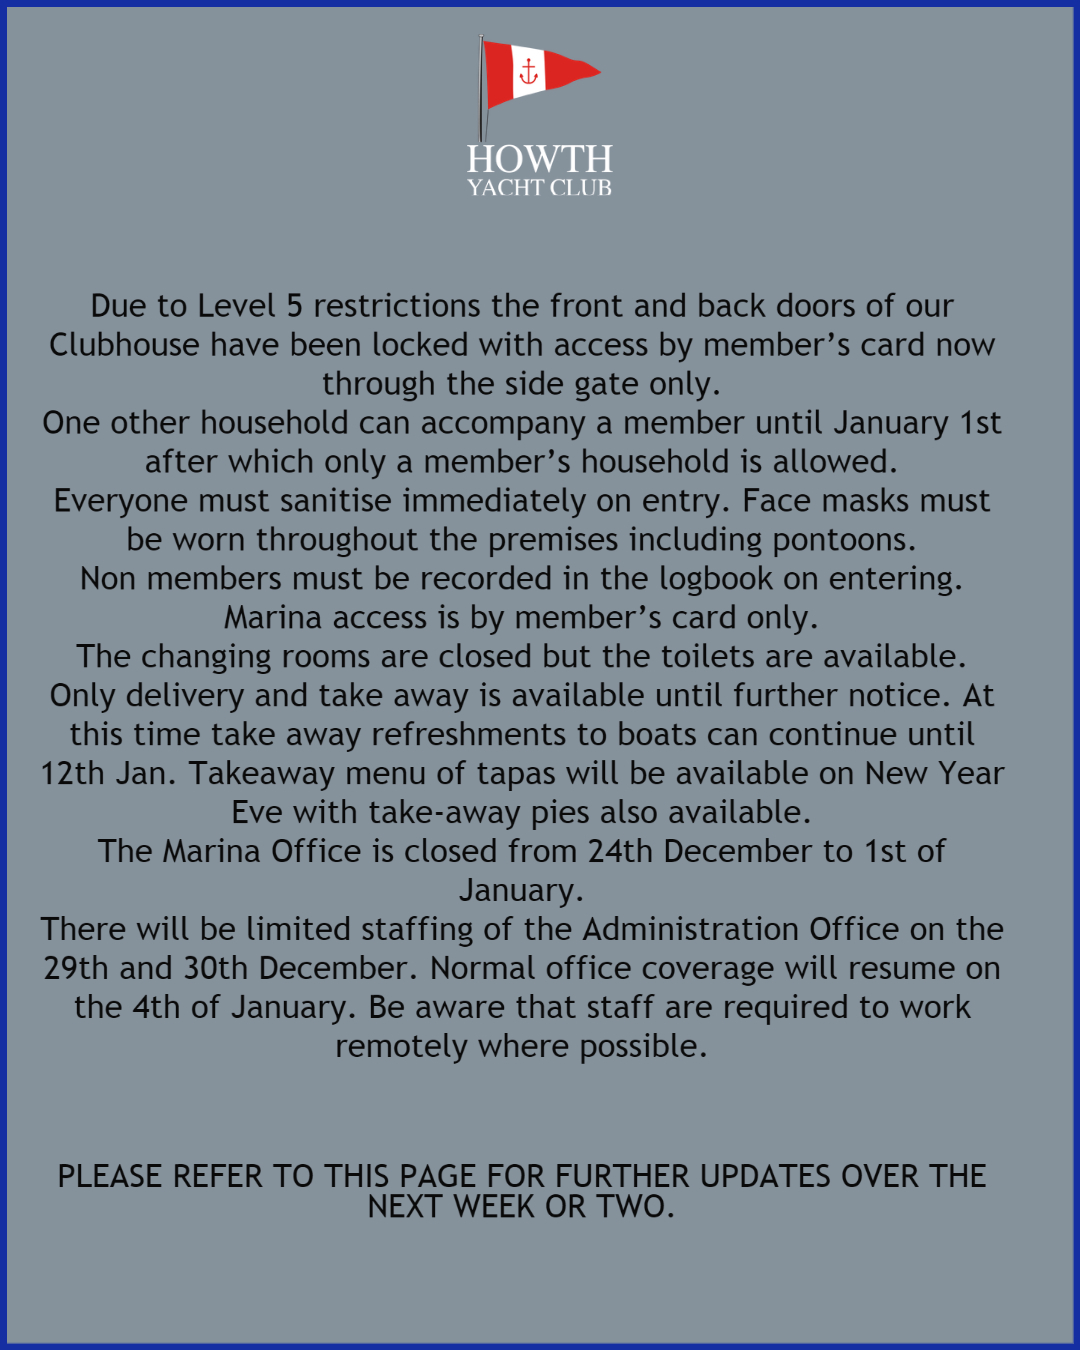 HOWTH
YACHT CLUB
Due to Level 5 restrictions the front and back doors of our
Clubhouse have been locked with access by member’s card now
through the side gate only.
One other household can accompany a member until January 1st
after which only a member’s household is allowed.
Everyone must sanitise immediately on entry. Face masks must
be worn throughout the premises including pontoons.
Non members must be recorded in the logbook on entering.
Marina access is by member’s card only.
The changing rooms are closed but the toilets are available.
Only delivery and take away is available until further notice. At
this time take away refreshments to boats can continue until
12th Jan. Takeaway menu of tapas will be available on New Year
Eve with take-away pies also available.
The Marina Office is closed from 24th December to 1st of
January.
There will be limited staffing of the Administration Office on the
29th and 30th December. Normal office coverage will resume on
the 4th of January. Be aware that staff are required to work
remotely where possible.
PLEASE REFER TO THIS PAGE FOR FURTHER UPDATES OVER THE
NEXT WEEK OR TWO.